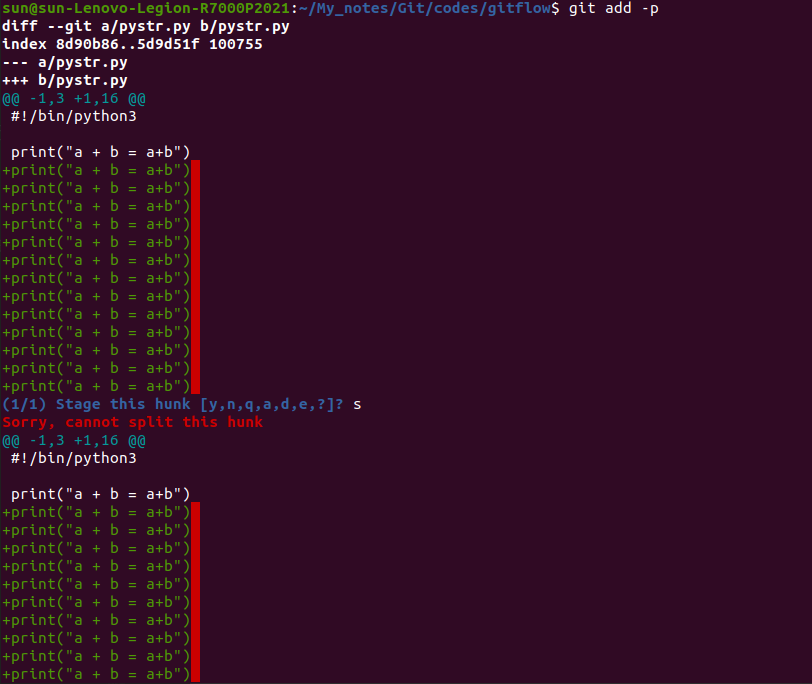 sun@sun-Lenovo-Legion-R7000P2021:~/My_notes/Git/codes/gitflow$ git add -p
diff --git a/pystr.py b/pystr.py
index 8d90b86..5d9d51f 100755
--- a/pystr.py
+++ b/pystr.py
@@ -1,3 +1,16 @@
 #!/bin/python3

 print("a + b = a+b")
+print("a + b = a+b")
+print("a + b = a+b")
+print("a + b = a+b")
+print("a + b = a+b")
+print("a + b = a+b")
+print("a + b = a+b")
+print("a + b = a+b")
+print("a + b = a+b")
+print("a + b = a+b")
+print("a + b = a+b")
+print("a + b = a+b")
+print("a + b = a+b")
+print("a + b = a+b")
(1/1) Stage this hunk [y,n,q,a,d,e,?]? s
Sorry, cannot split this hunk
@@ -1,3 +1,16 @@
 #!/bin/python3

 print("a + b = a+b")
+print("a + b = a+b")
+print("a + b = a+b")
+print("a + b = a+b")
+print("a + b = a+b")
+print("a + b = a+b")
+print("a + b = a+b")
+print("a + b = a+b")
+print("a + b = a+b")
+print("a + b = a+b")
+print("a + b = a+b")